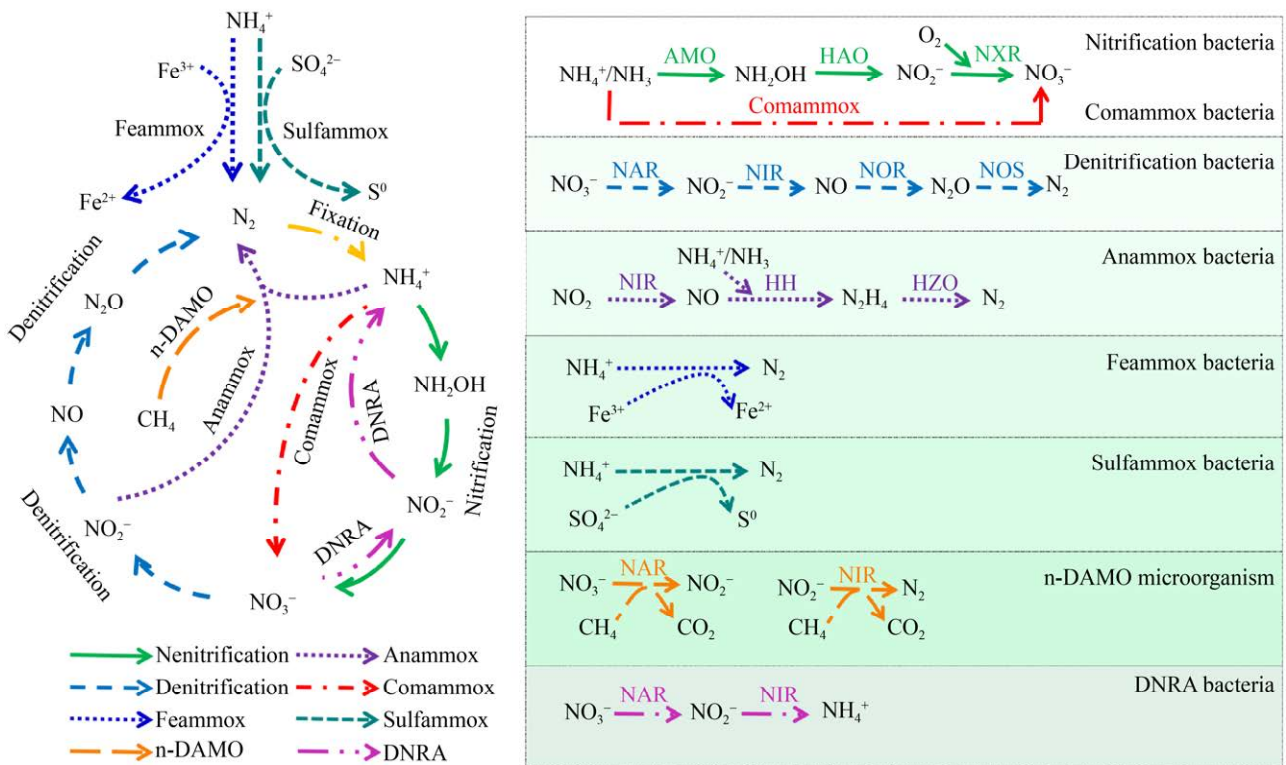 NH₄⁺
Fe³⁺
SO₄²⁻
Feammox
Sulfammox
Fe²⁺
S⁰
N₂
Fixation
Denitrification
N₂O
n-DAMO
NH₄⁺
NO
CH₄
Anammox
Comammox
DNRA
NH₂OH
Nitrification
NO₂⁻
NO₂⁻
Denitrification
DNRA
NO₃⁻
Nenitrification
Anammox
Denitrification
Comammox
Feammox
Sulfammox
n-DAMO
DNRA
Nitrification bacteria
O₂
AMO HAO NXR
NH₄⁺/NH₃ NH₂OH NO₂⁻ NO₃⁻
Comammox
Comammox bacteria
Denitrification bacteria
NAR NIR NOR NOS
NO₃⁻ NO₂⁻ NO N₂O N₂
Anammox bacteria
NH₄⁺/NH₃
NIR HH HZO
NO₂ NO N₂H₄ N₂
Feammox bacteria
NH₄⁺ N₂
Fe³⁺ Fe²⁺
Sulfammox bacteria
NH₄⁺ N₂
SO₄²⁻ S⁰
n-DAMO microorganism
NAR NIR
NO₃⁻ NO₂⁻ NO₂⁻ N₂
CH₄ CO₂ CH₄ CO₂
DNRA bacteria
NAR NIR
NO₃⁻ NO₂⁻ NH₄⁺